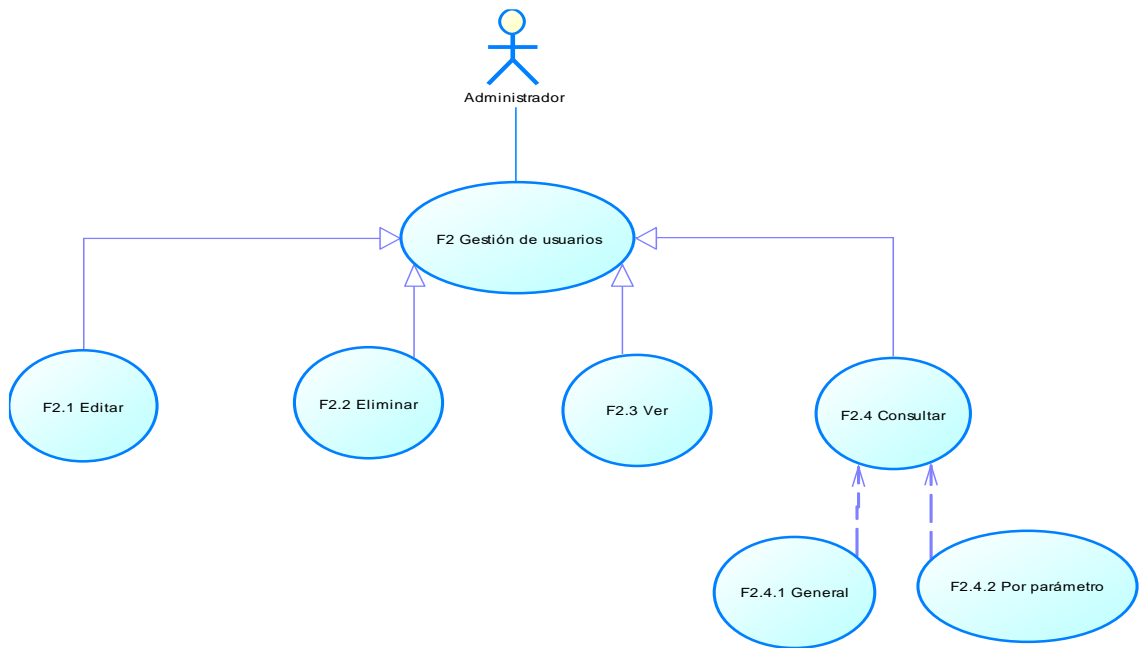 Administrador
F2 Gestión de usuarios
F2.1 Editar
F2.2 Eliminar
F2.3 Ver
F2.4 Consultar
F2.4.1 General
F2.4.2 Por parámetro